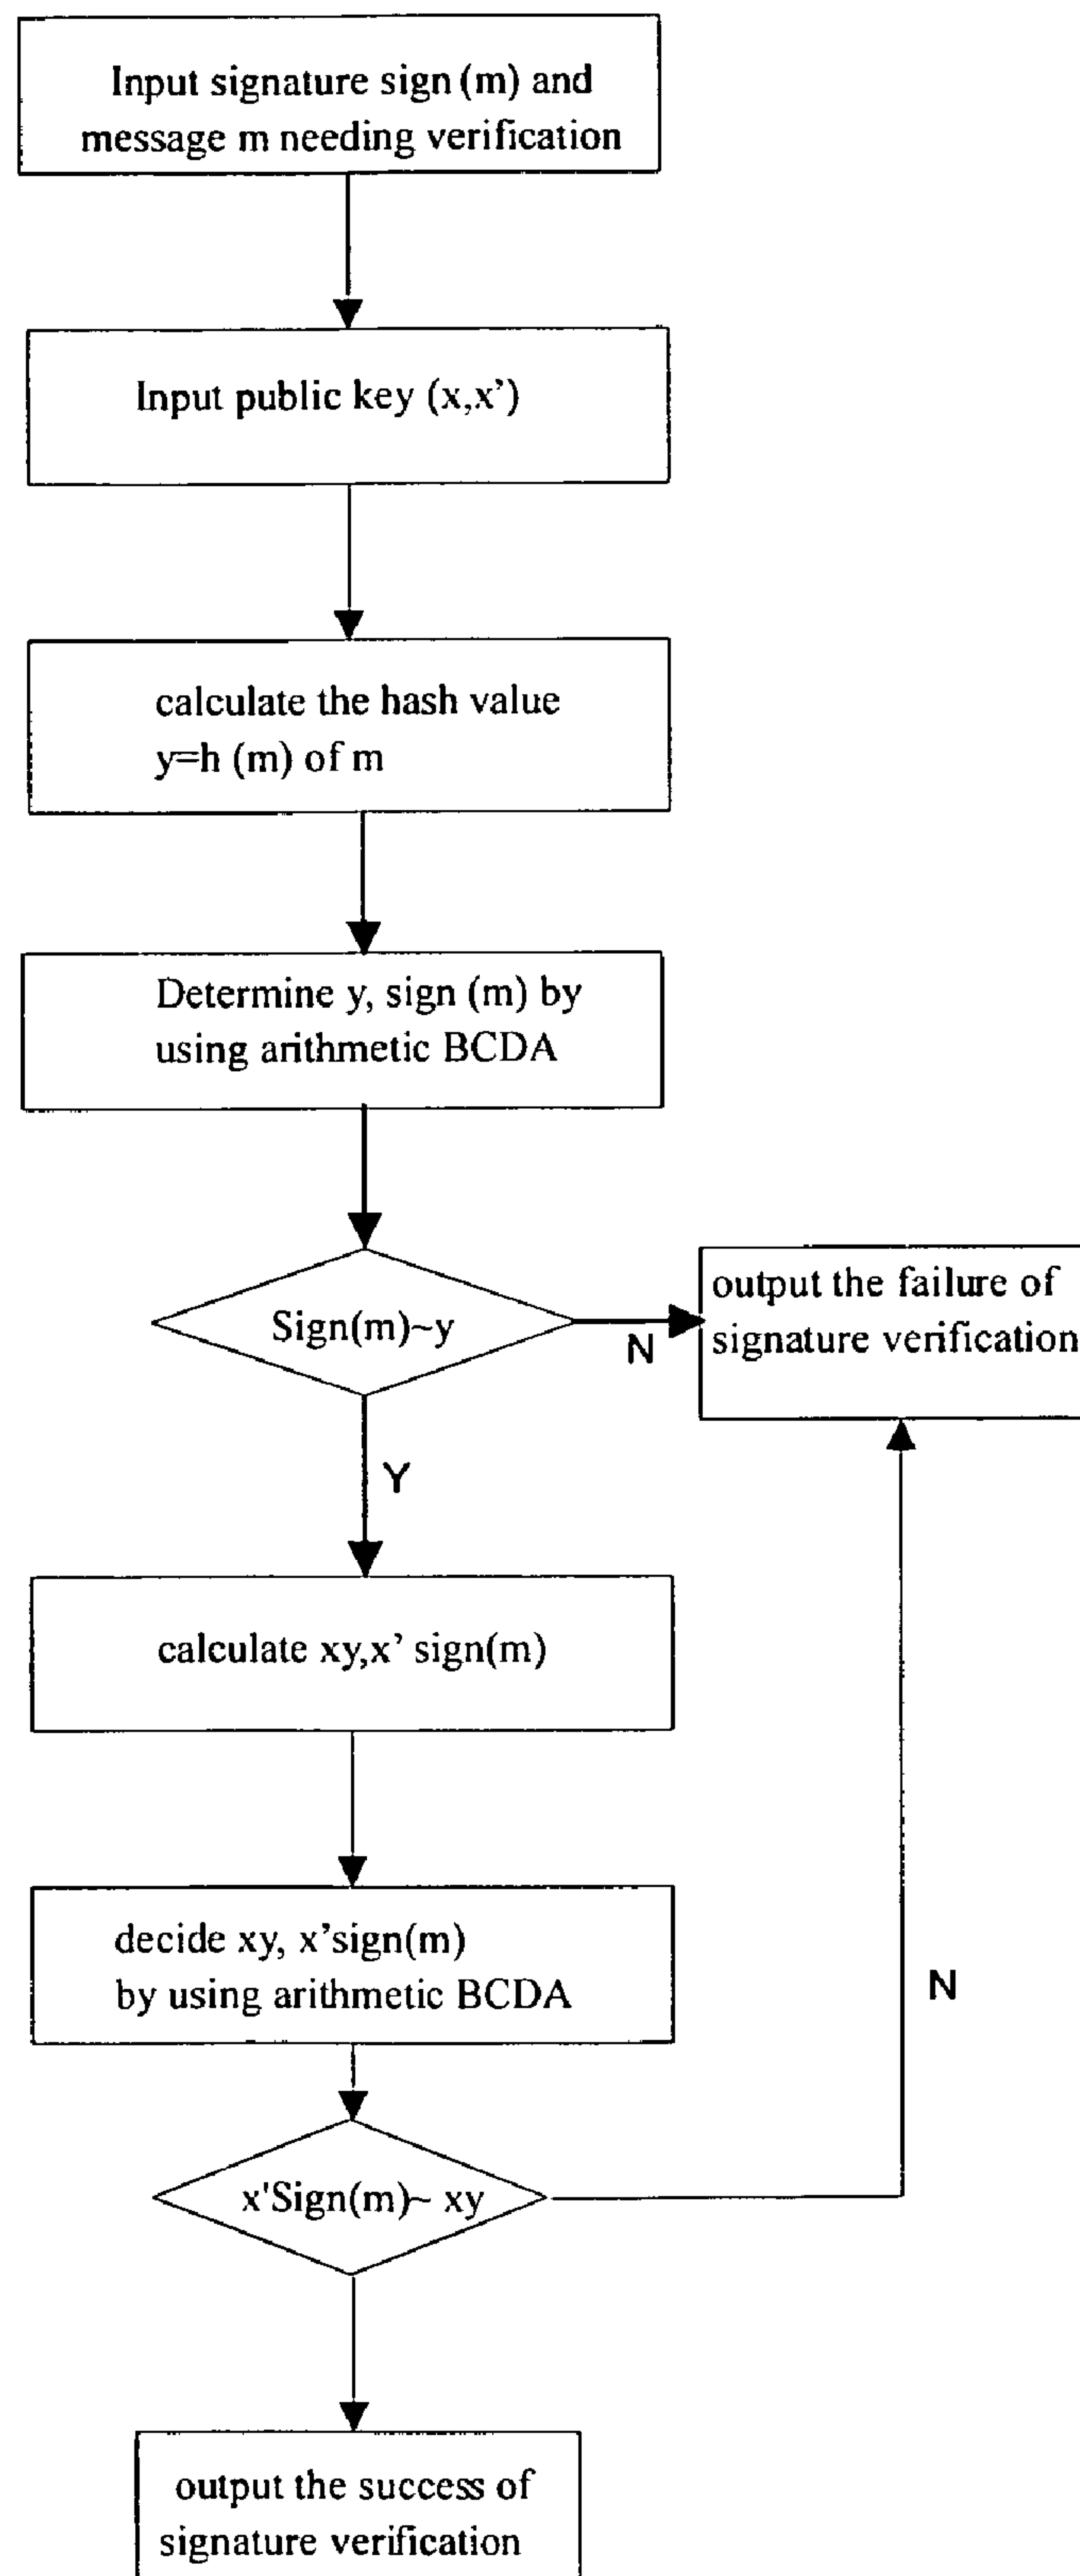 Input signature sign (m) and
message m needing verification
Input public key (x,x’)
calculate the hash value
y=h (m) of m
Determine y, sign (m) by
using arithmetic BCDA
Sign(m)~y
N
output the failure of
signature verification
Y
calculate xy,x’ sign(m)
decide xy, x’sign(m)
by using arithmetic BCDA
N
x'Sign(m)~ xy
output the success of
signature verification